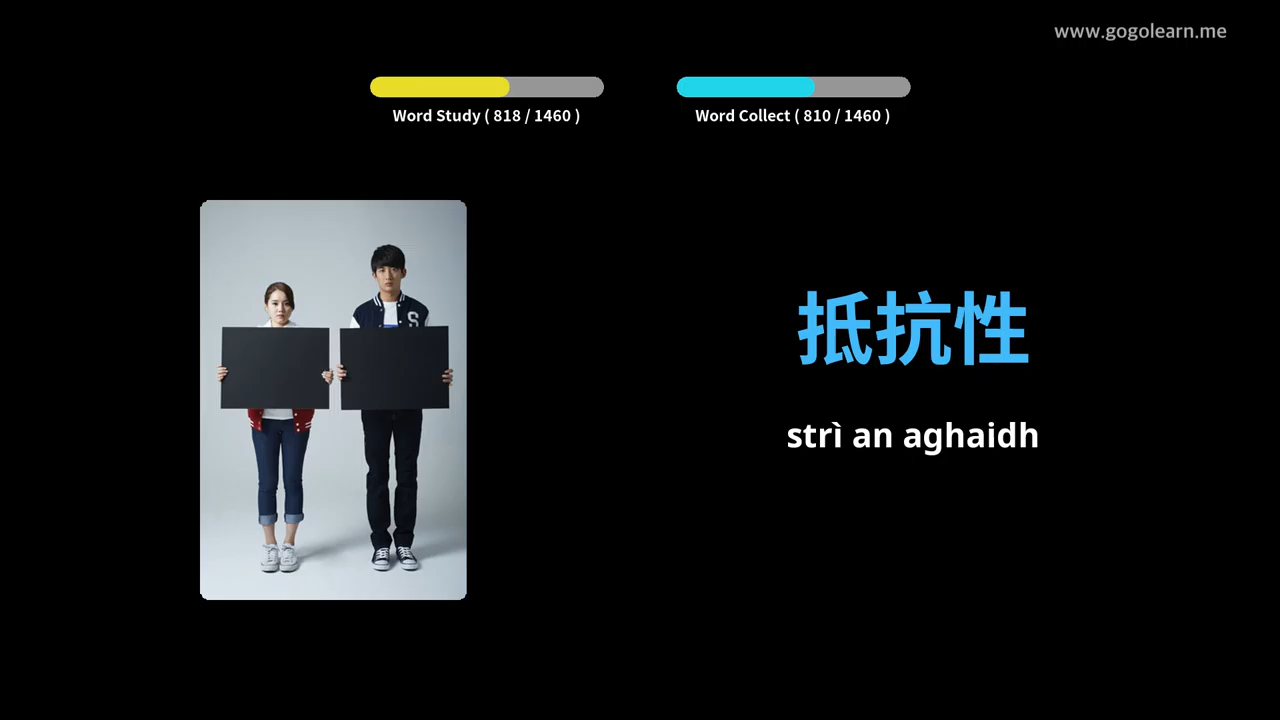 www.gogolearn.me
Word Study ( 818 / 1460 )
Word Collect ( 810 / 1460 )
S
抵抗性
strì an aghaidh